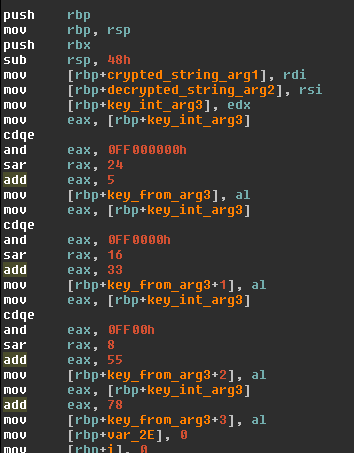 push rbp
mov rbp, rsp
push rbx
sub rsp, 48h
mov [rbp+crypted_string_arg1], rdi
mov [rbp+decrypted_string_arg2], rsi
mov [rbp+key_int_arg3], edx
mov eax, [rbp+key_int_arg3]
cdqe
and eax, 0FF000000h
sar rax, 24
add eax, 5
mov [rbp+key_from_arg3], al
mov eax, [rbp+key_int_arg3]
cdqe
and eax, 0FF0000h
sar rax, 16
add eax, 33
mov [rbp+key_from_arg3+1], al
mov eax, [rbp+key_int_arg3]
cdqe
and eax, 0FF00h
sar rax, 8
add eax, 55
mov [rbp+key_from_arg3+2], al
mov eax, [rbp+key_int_arg3]
add eax, 78
mov [rbp+key_from_arg3+3], al
mov [rbp+var_2E], 0
mov [rbp+i], 0